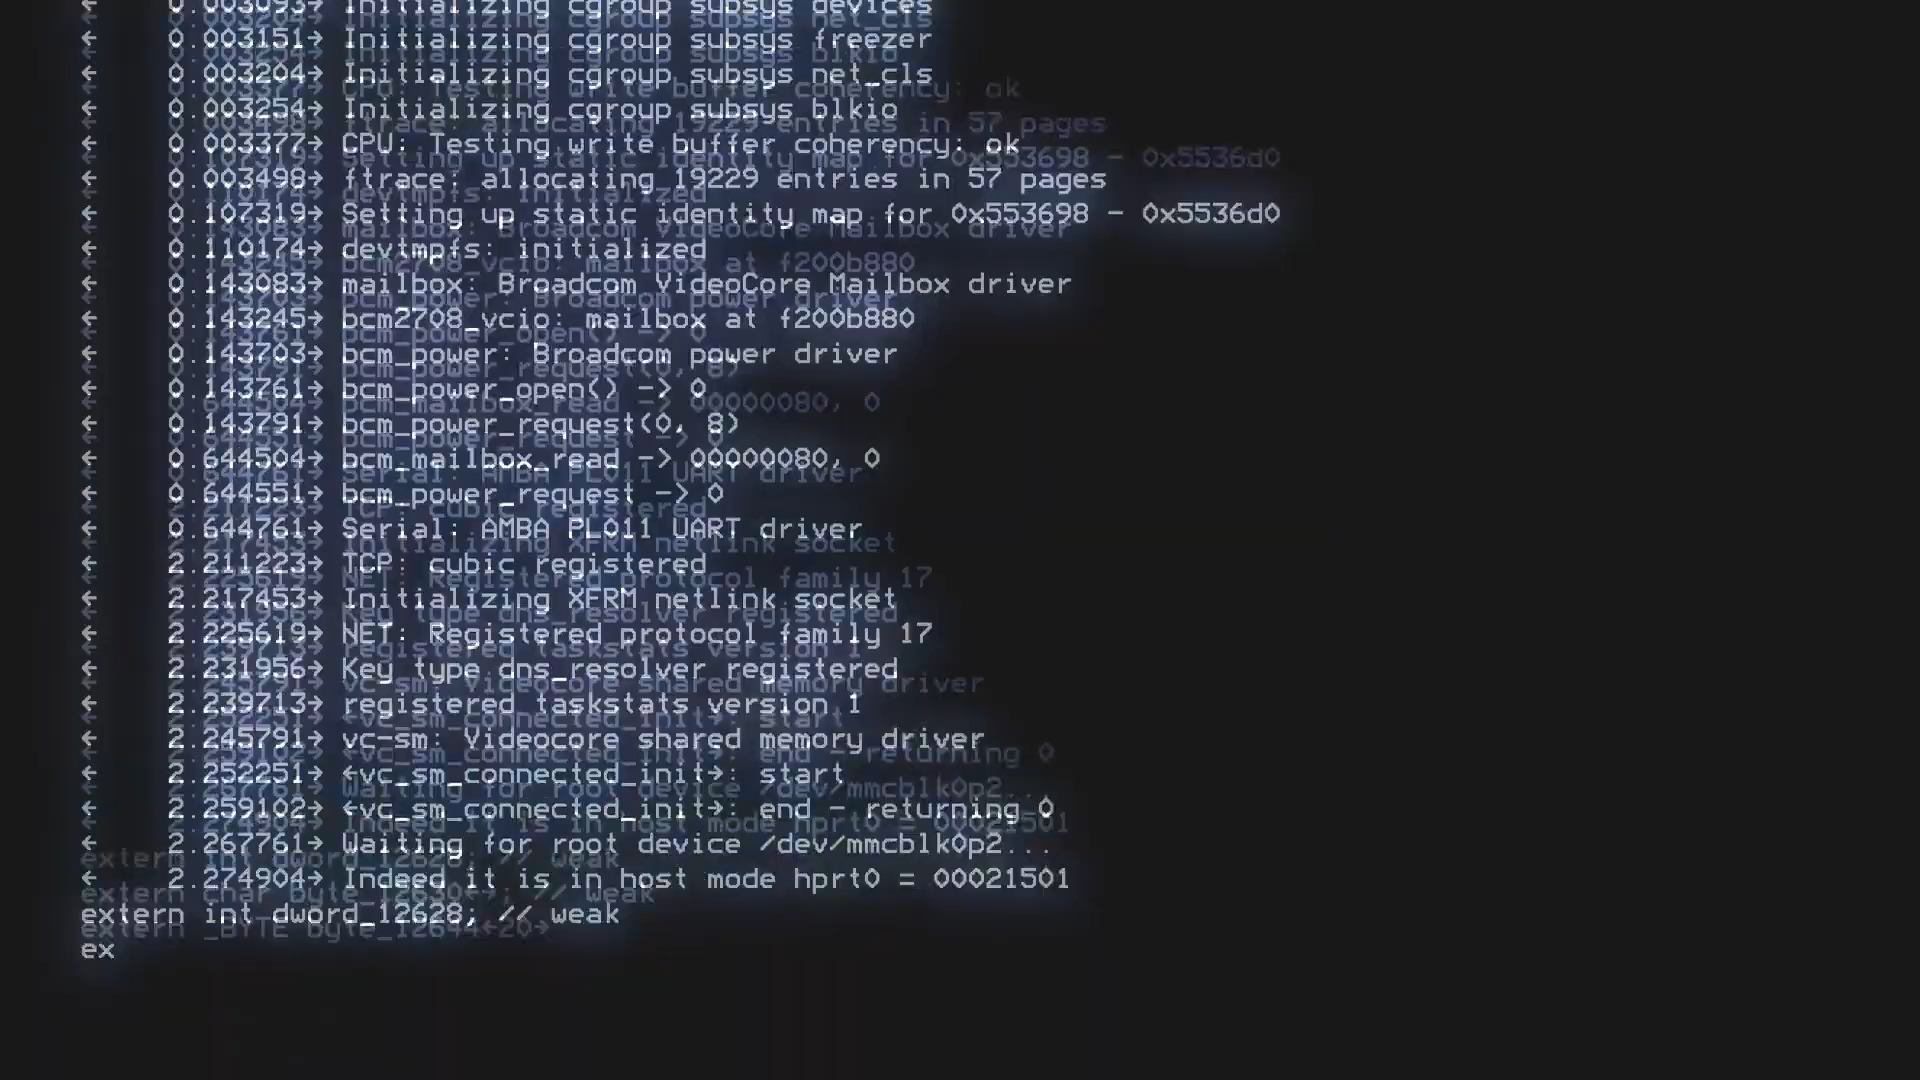 ← 0.003093→ Initializing cgroup subsys devices
← 0.003151→ Initializing cgroup subsys freezer
← 0.003204→ Initializing cgroup subsys net_cls
← 0.003254→ Initializing cgroup subsys blkio
← 0.003377→ CPU: Testing write buffer coherency: ok
← 0.003498→ ftrace: allocating 19229 entries in 57 pages
← 0.107319→ Setting up static identity map for 0x553698 - 0x5536d0
← 0.110174→ devtmpfs: initialized
← 0.143083→ mailbox: Broadcom VideoCore Mailbox driver
← 0.143245→ bcm2708_vcio: mailbox at f200b880
← 0.143703→ bcm_power: Broadcom power driver
← 0.143761→ bcm_power_open() -> 0
← 0.143791→ bcm_power_request(0, 8)
← 0.644504→ bcm_mailbox_read -> 00000080, 0
← 0.644551→ bcm_power_request -> 0
← 0.644761→ Serial: AMBA PL011 UART driver
← 2.211223→ TCP: cubic registered
← 2.217453→ Initializing XFRM netlink socket
← 2.225619→ NET: Registered protocol family 17
← 2.231956→ Key type dns_resolver registered
← 2.239713→ registered taskstats version 1
← 2.245791→ vc-sm: Videocore shared memory driver
← 2.252251→ ←vc_sm_connected_init→: start
← 2.259102→ ←vc_sm_connected_init→: end - returning 0
← 2.267761→ Waiting for root device /dev/mmcblk0p2...
← 2.274904→ Indeed it is in host mode hprt0 = 00021501
extern int dword_12628; // weak
ex